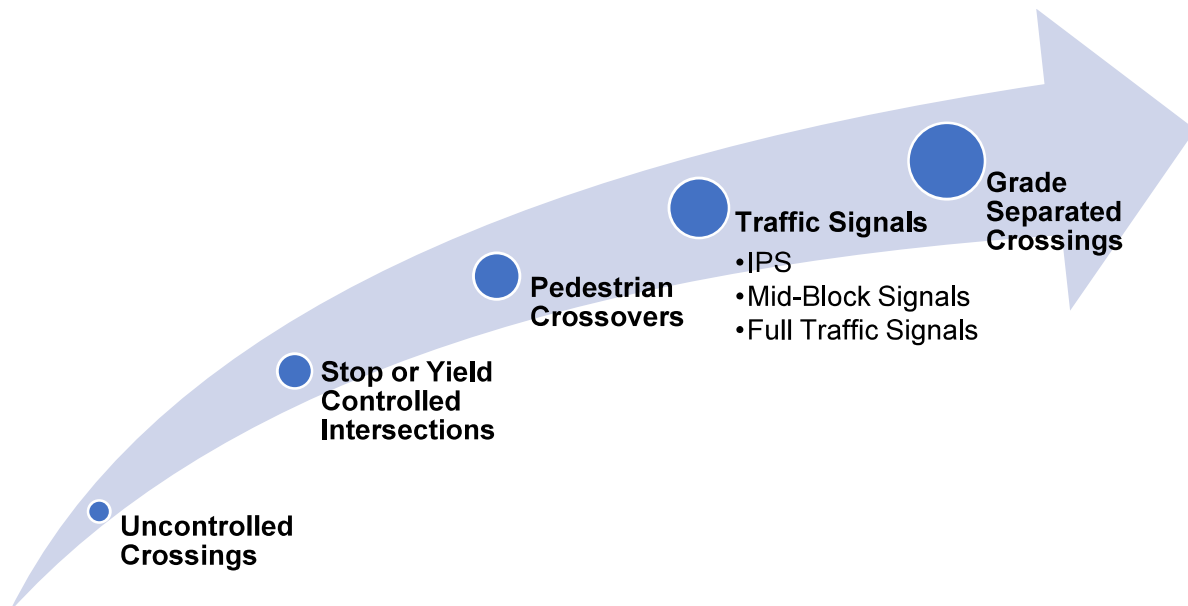 Uncontrolled
Crossings
Stop or Yield
Controlled
Intersections
Pedestrian
Crossovers
Traffic Signals
•IPS
•Mid-Block Signals
•Full Traffic Signals
Grade
Separated
Crossings